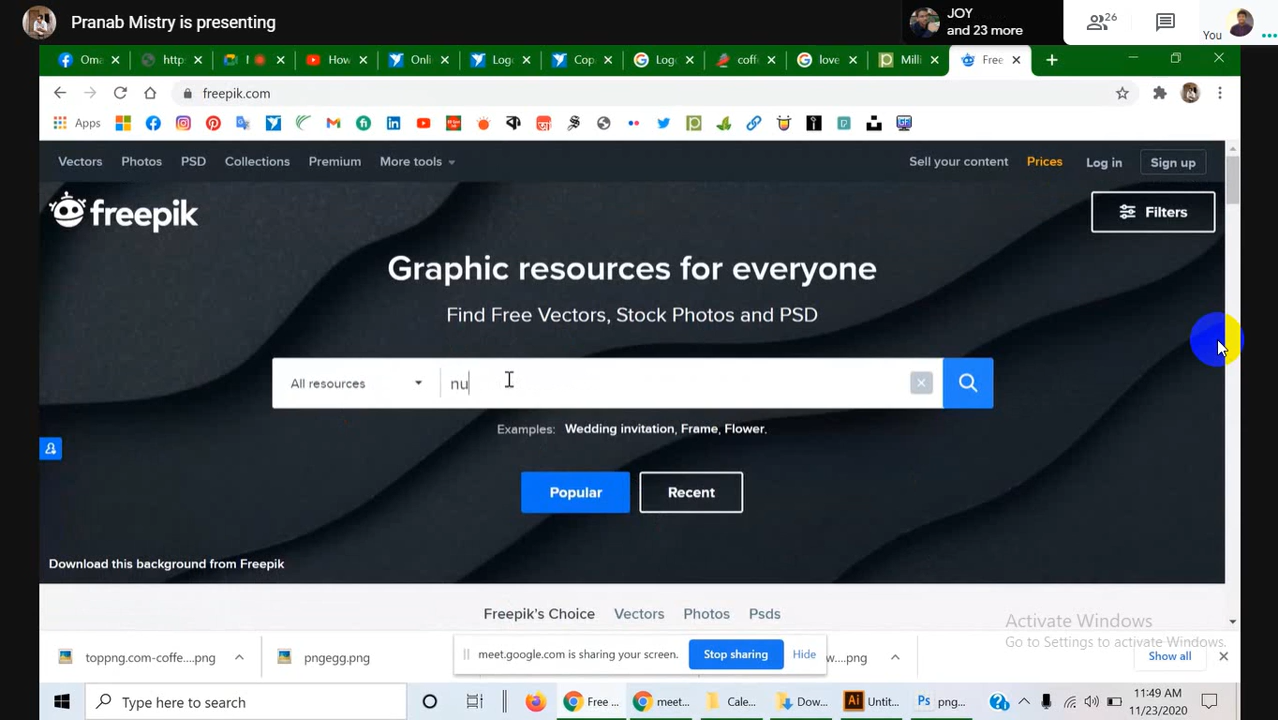 Pranab Mistry is presenting
JOY
and 23 more
26
You
Oma
http:
How
Onli
Logo
Cop
Logo
coff
love
Milli
Free
freepik.com
Apps
Vectors Photos PSD Collections Premium More tools
Sell your content Prices Log in Sign up
freepik
Filters
Graphic resources for everyone
Find Free Vectors, Stock Photos and PSD
All resources
nu
Examples: Wedding invitation, Frame, Flower.
Popular Recent
Download this background from Freepik
Freepik's Choice Vectors Photos Psds
Activate Windows
Go to Settings to activate Windows.
toppng.com-coffe....png
pngegg.png
meet.google.com is sharing your screen.
Stop sharing
Hide
w....png
Show all
Type here to search
Free ...
meet...
Cale...
Dow...
Untit...
png...
11:49 AM
11/23/2020